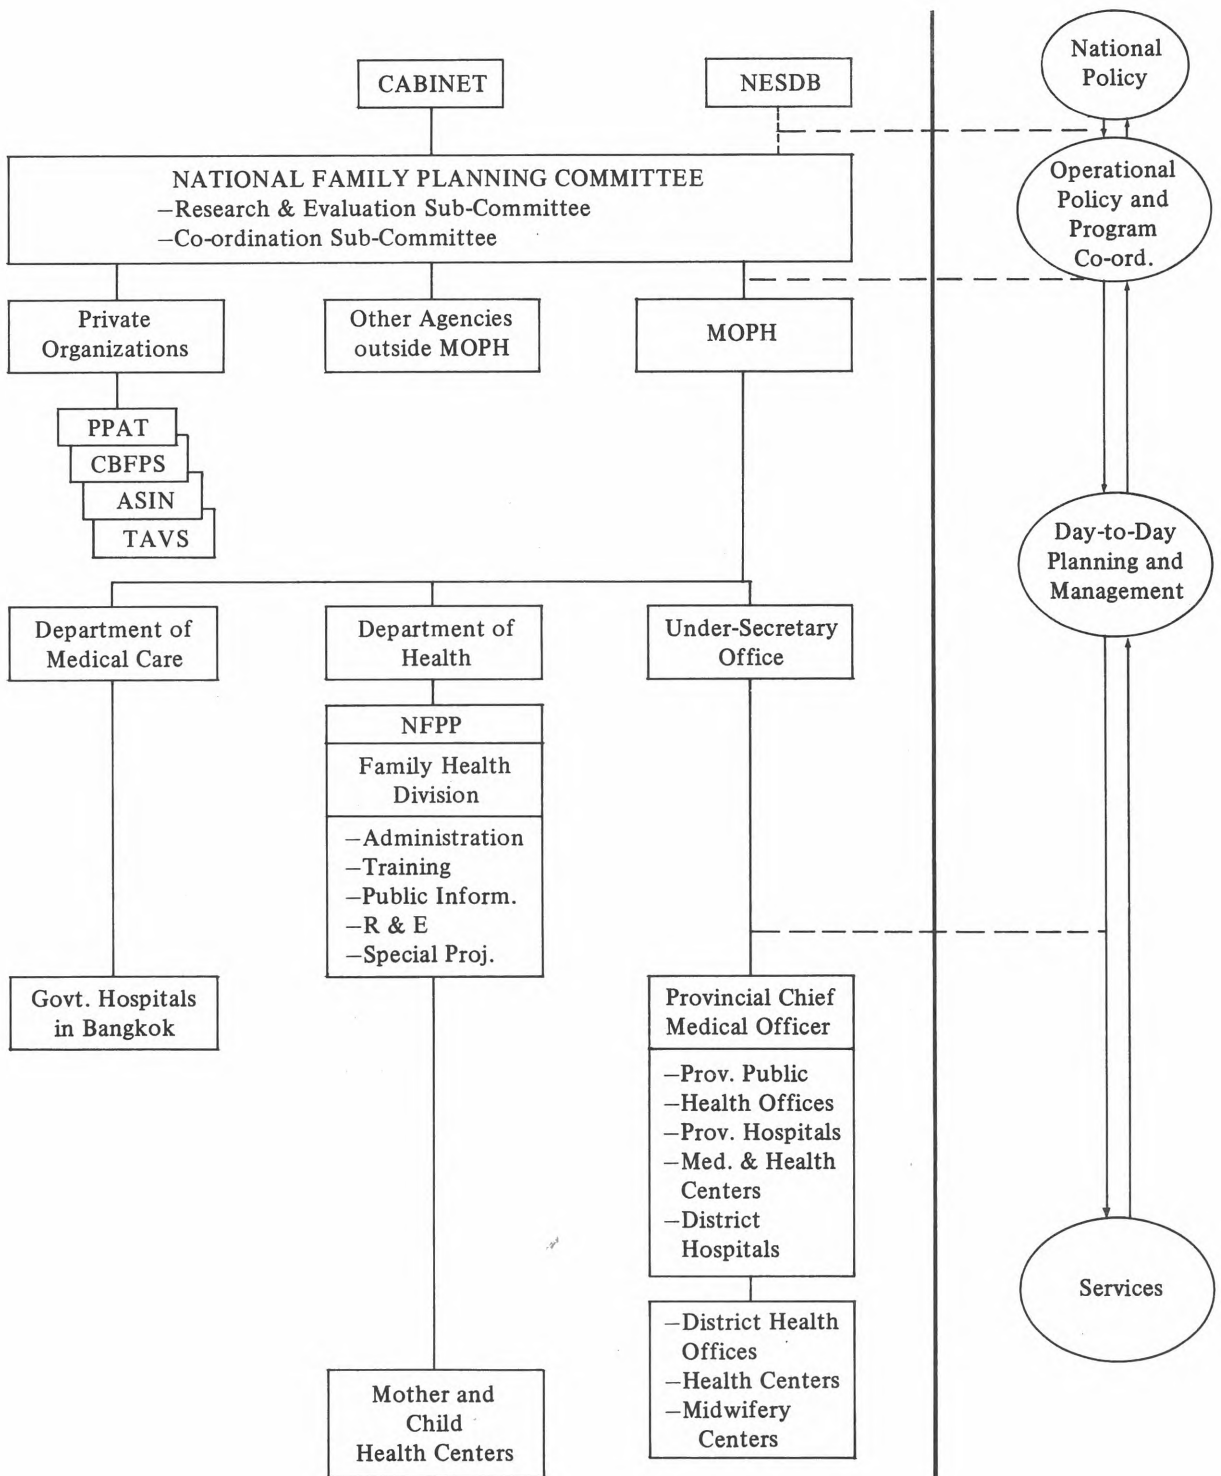 CABINET
NESDB
NATIONAL FAMILY PLANNING COMMITTEE
—Research & Evaluation Sub-Committee
—Co-ordination Sub-Committee
Private
Organizations
Other Agencies
outside MOPH
MOPH
PPAT
CBFPS
ASIN
TAVS
Department of
Medical Care
Department of
Health
Under-Secretary
Office
NFPP
Family Health
Division
—Administration
—Training
—Public Inform.
—R & E
—Special Proj.
Govt. Hospitals
in Bangkok
Provincial Chief
Medical Officer
—Prov. Public
—Health Offices
—Prov. Hospitals
—Med. & Health
Centers
—District
Hospitals
—District Health
Offices
—Health Centers
—Midwifery
Centers
Mother and
Child
Health Centers
National
Policy
Operational
Policy and
Program
Co-ord.
Day-to-Day
Planning and
Management
Services